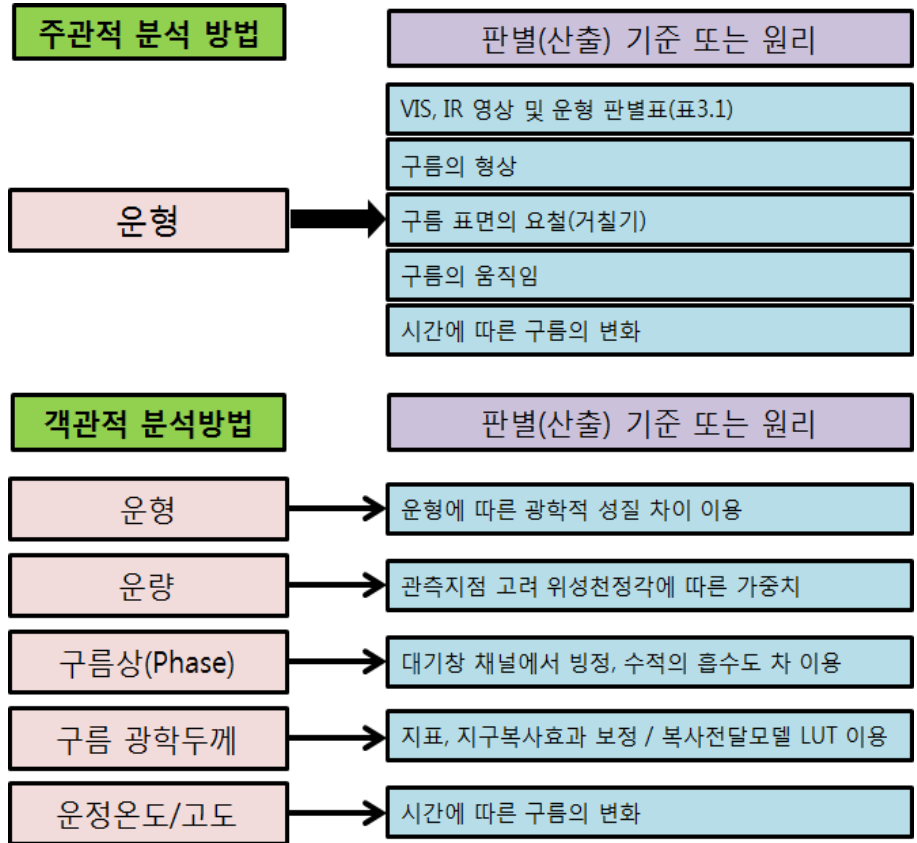 주관적 분석 방법
판별(산출) 기준 또는 원리
운형
VIS, IR 영상 및 운형 판별표(표3.1)
구름의 형상
구름 표면의 요철(거칠기)
구름의 움직임
시간에 따른 구름의 변화
객관적 분석방법
판별(산출) 기준 또는 원리
운형
운형에 따른 광학적 성질 차이 이용
운량
관측지점 고려 위성천정각에 따른 가중치
구름상(Phase)
대기창 채널에서 빙정, 수적의 흡수도 차 이용
구름 광학두께
지표, 지구복사효과 보정 / 복사전달모델 LUT 이용
운정온도/고도
시간에 따른 구름의 변화